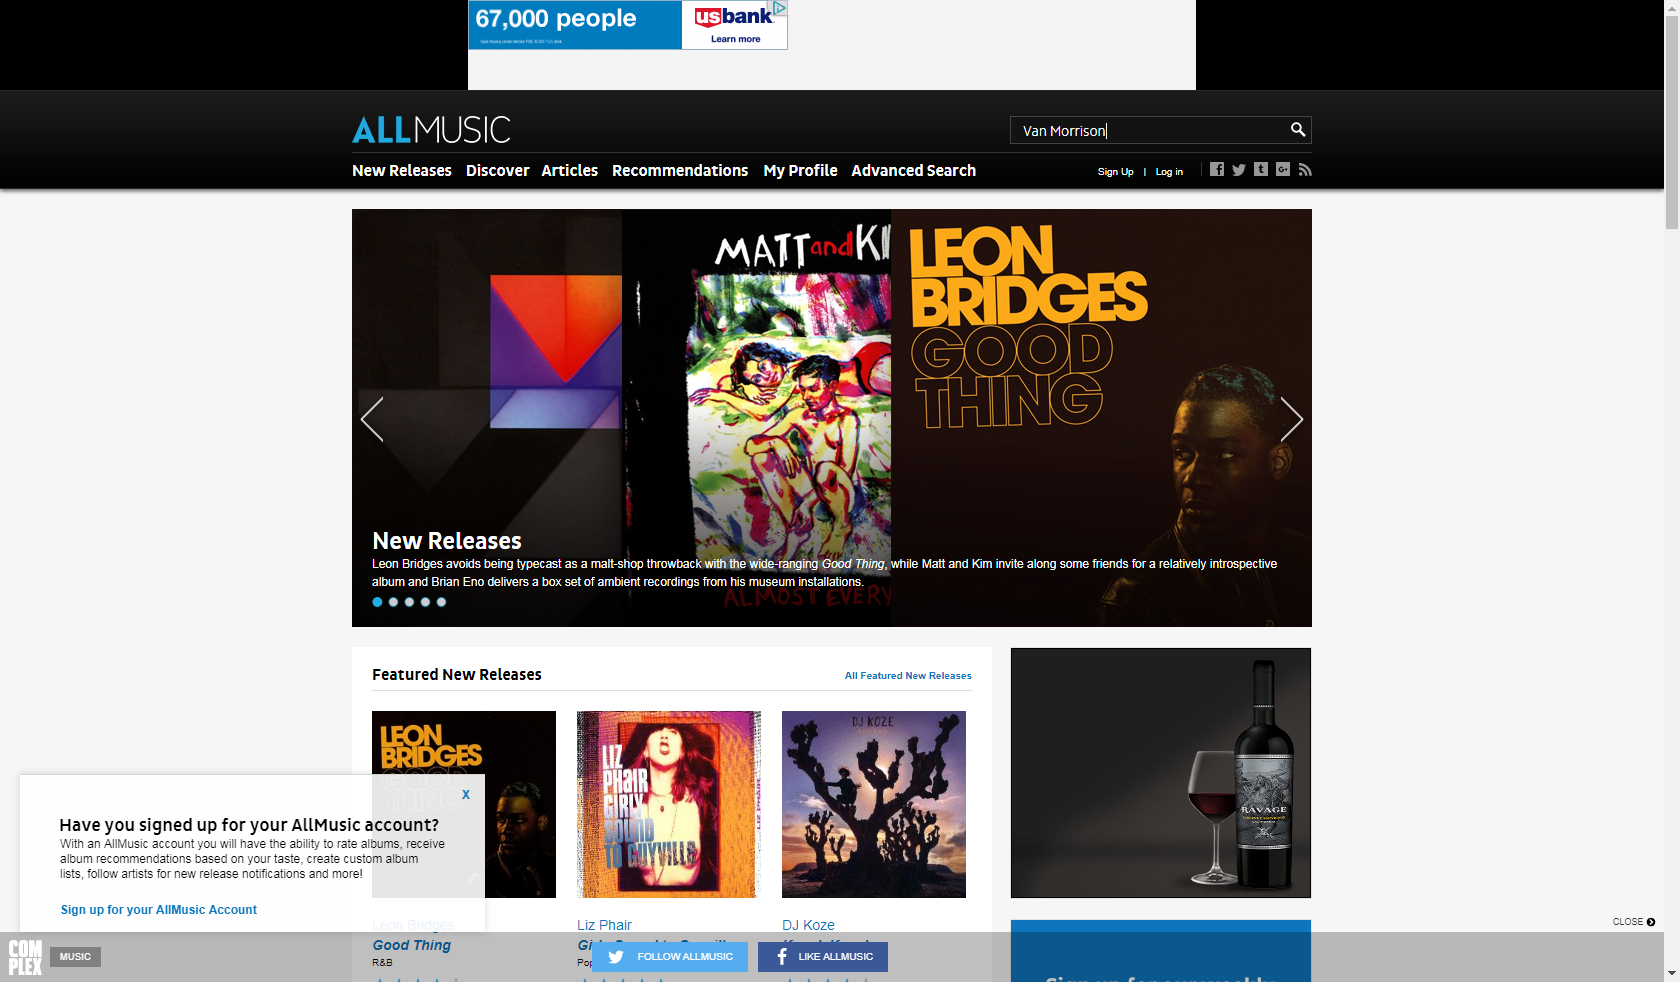 67,000 people
usbank
Learn more
ALLMUSIC
Van Morrison
New Releases Discover Articles Recommendations My Profile Advanced Search
Sign Up | Log in
MATT and KI
LEON
BRIDGES
GOOD
THING
New Releases
Leon Bridges avoids being typecast as a malt-shop throwback with the wide-ranging Good Thing, while Matt and Kim invite along some friends for a relatively introspective
album and Brian Eno delivers a box set of ambient recordings from his museum installations.
ALMOST EVERY
Featured New Releases
All Featured New Releases
LEON
BRIDGES
GOOD
THING
LIZ
PHAIR
GIRLY
SOUND
TO GUYVILLE
LIZ PHAIR
DJ KOZE
RAVAGE
X
Have you signed up for your AllMusic account?
With an AllMusic account you will have the ability to rate albums, receive
album recommendations based on your taste, create custom album
lists, follow artists for new release notifications and more!
Sign up for your AllMusic Account
Leon Bridges
Good Thing
R&B
Liz Phair
DJ Koze
CLOSE
COM
PLEX
MUSIC
FOLLOW ALLMUSIC
LIKE ALLMUSIC